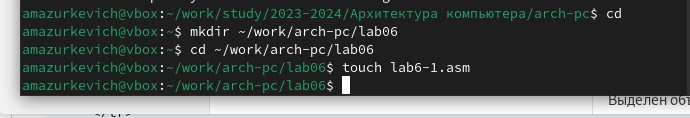 amazurkevich@vbox:~/work/study/2023-2024/Архитектура компьютера/arch-pc$ cd
amazurkevich@vbox:~$ mkdir ~/work/arch-pc/lab06
amazurkevich@vbox:~$ cd ~/work/arch-pc/lab06
amazurkevich@vbox:~/work/arch-pc/lab06$ touch lab6-1.asm
amazurkevich@vbox:~/work/arch-pc/lab06$
Выделен